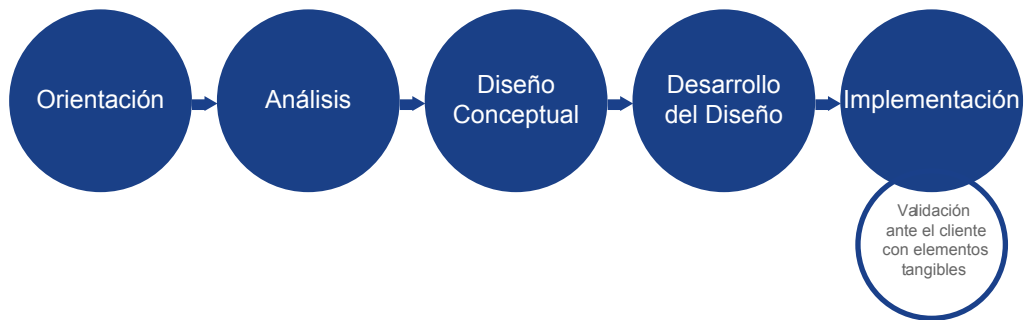 Orientación
Análisis
Diseño
Conceptual
Desarrollo
del Diseño
Implementación
Validación
ante el cliente
con elementos
tangibles